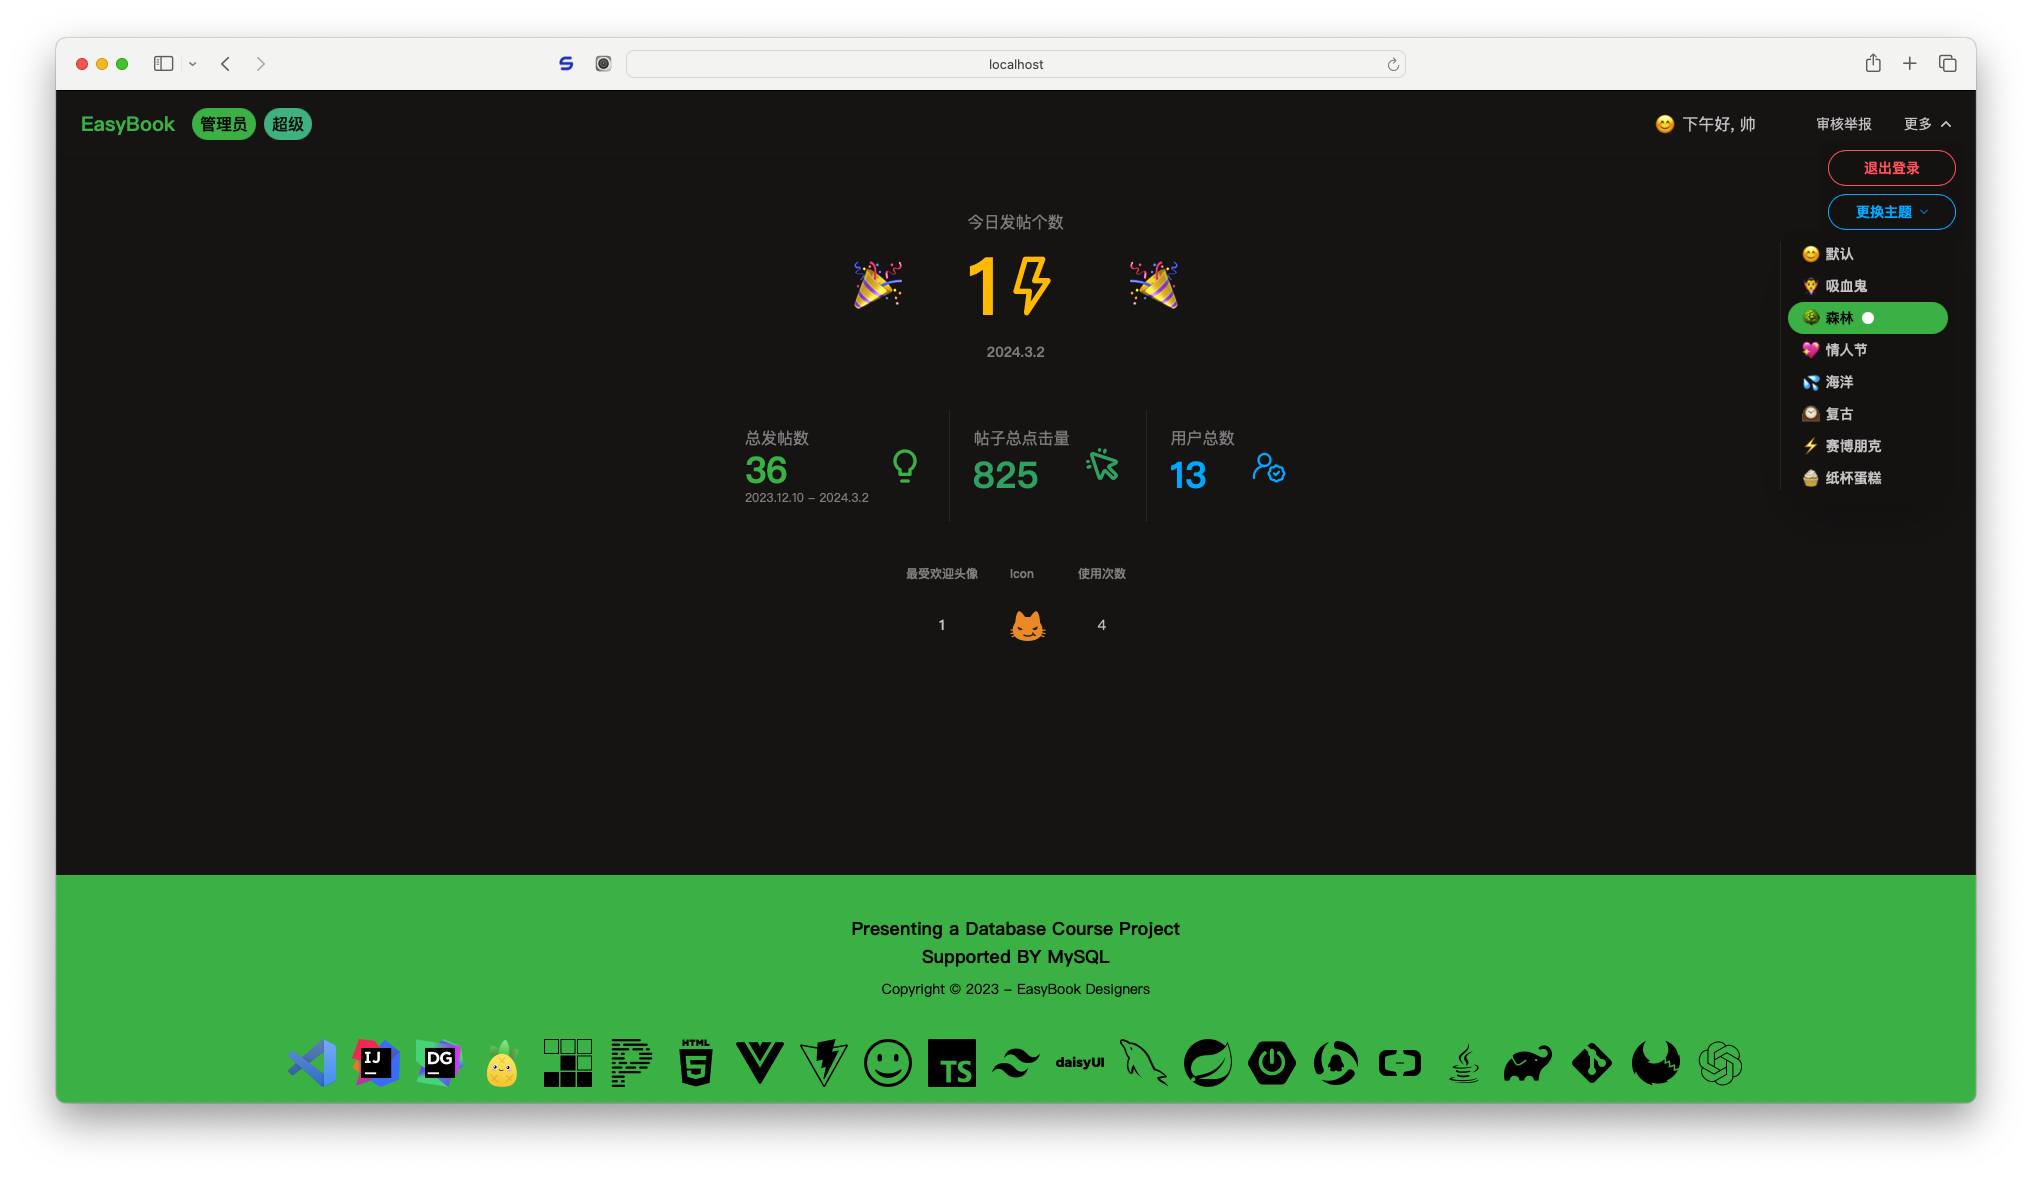 localhost
EasyBook 管理员 超级 下午好, 帅 审核举报 更多
退出登录
更换主题
默认
吸血鬼
森林
情人节
海洋
复古
赛博朋克
纸杯蛋糕
今日发帖个数
1
2024.3.2
总发帖数
36
2023.12.10 – 2024.3.2
帖子总点击量
825
用户总数
13
最受欢迎头像 Icon 使用次数
1 4
Presenting a Database Course Project
Supported BY MySQL
Copyright © 2023 – EasyBook Designers
IJ DG HTML 5 TS daisyUI